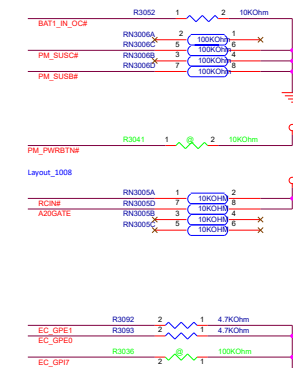 R3052 1 2 10KOhm
BAT1_IN_OC#
RN3006A 2 100KOhm 1
RN3006C 5 100KOhm 6
PM_SUSC# RN3006B 3 100KOhm 4
RN3006D 7 100KOhm 8
PM_SUSB#
R3041 1 @ 2 10KOhm
PM_PWRBTN#
Layout_1008
RN3005A 1 10KOHM 2
RCIN# RN3005D 7 10KOHM 8
A20GATE RN3005B 3 10KOHM 4
RN3005C 5 10KOHM 6
R3092 2 1 4.7KOhm
EC_GPE1 R3093 2 1 4.7KOhm
EC_GPE0
R3036 2 @ 1 100KOhm
EC_GPI7